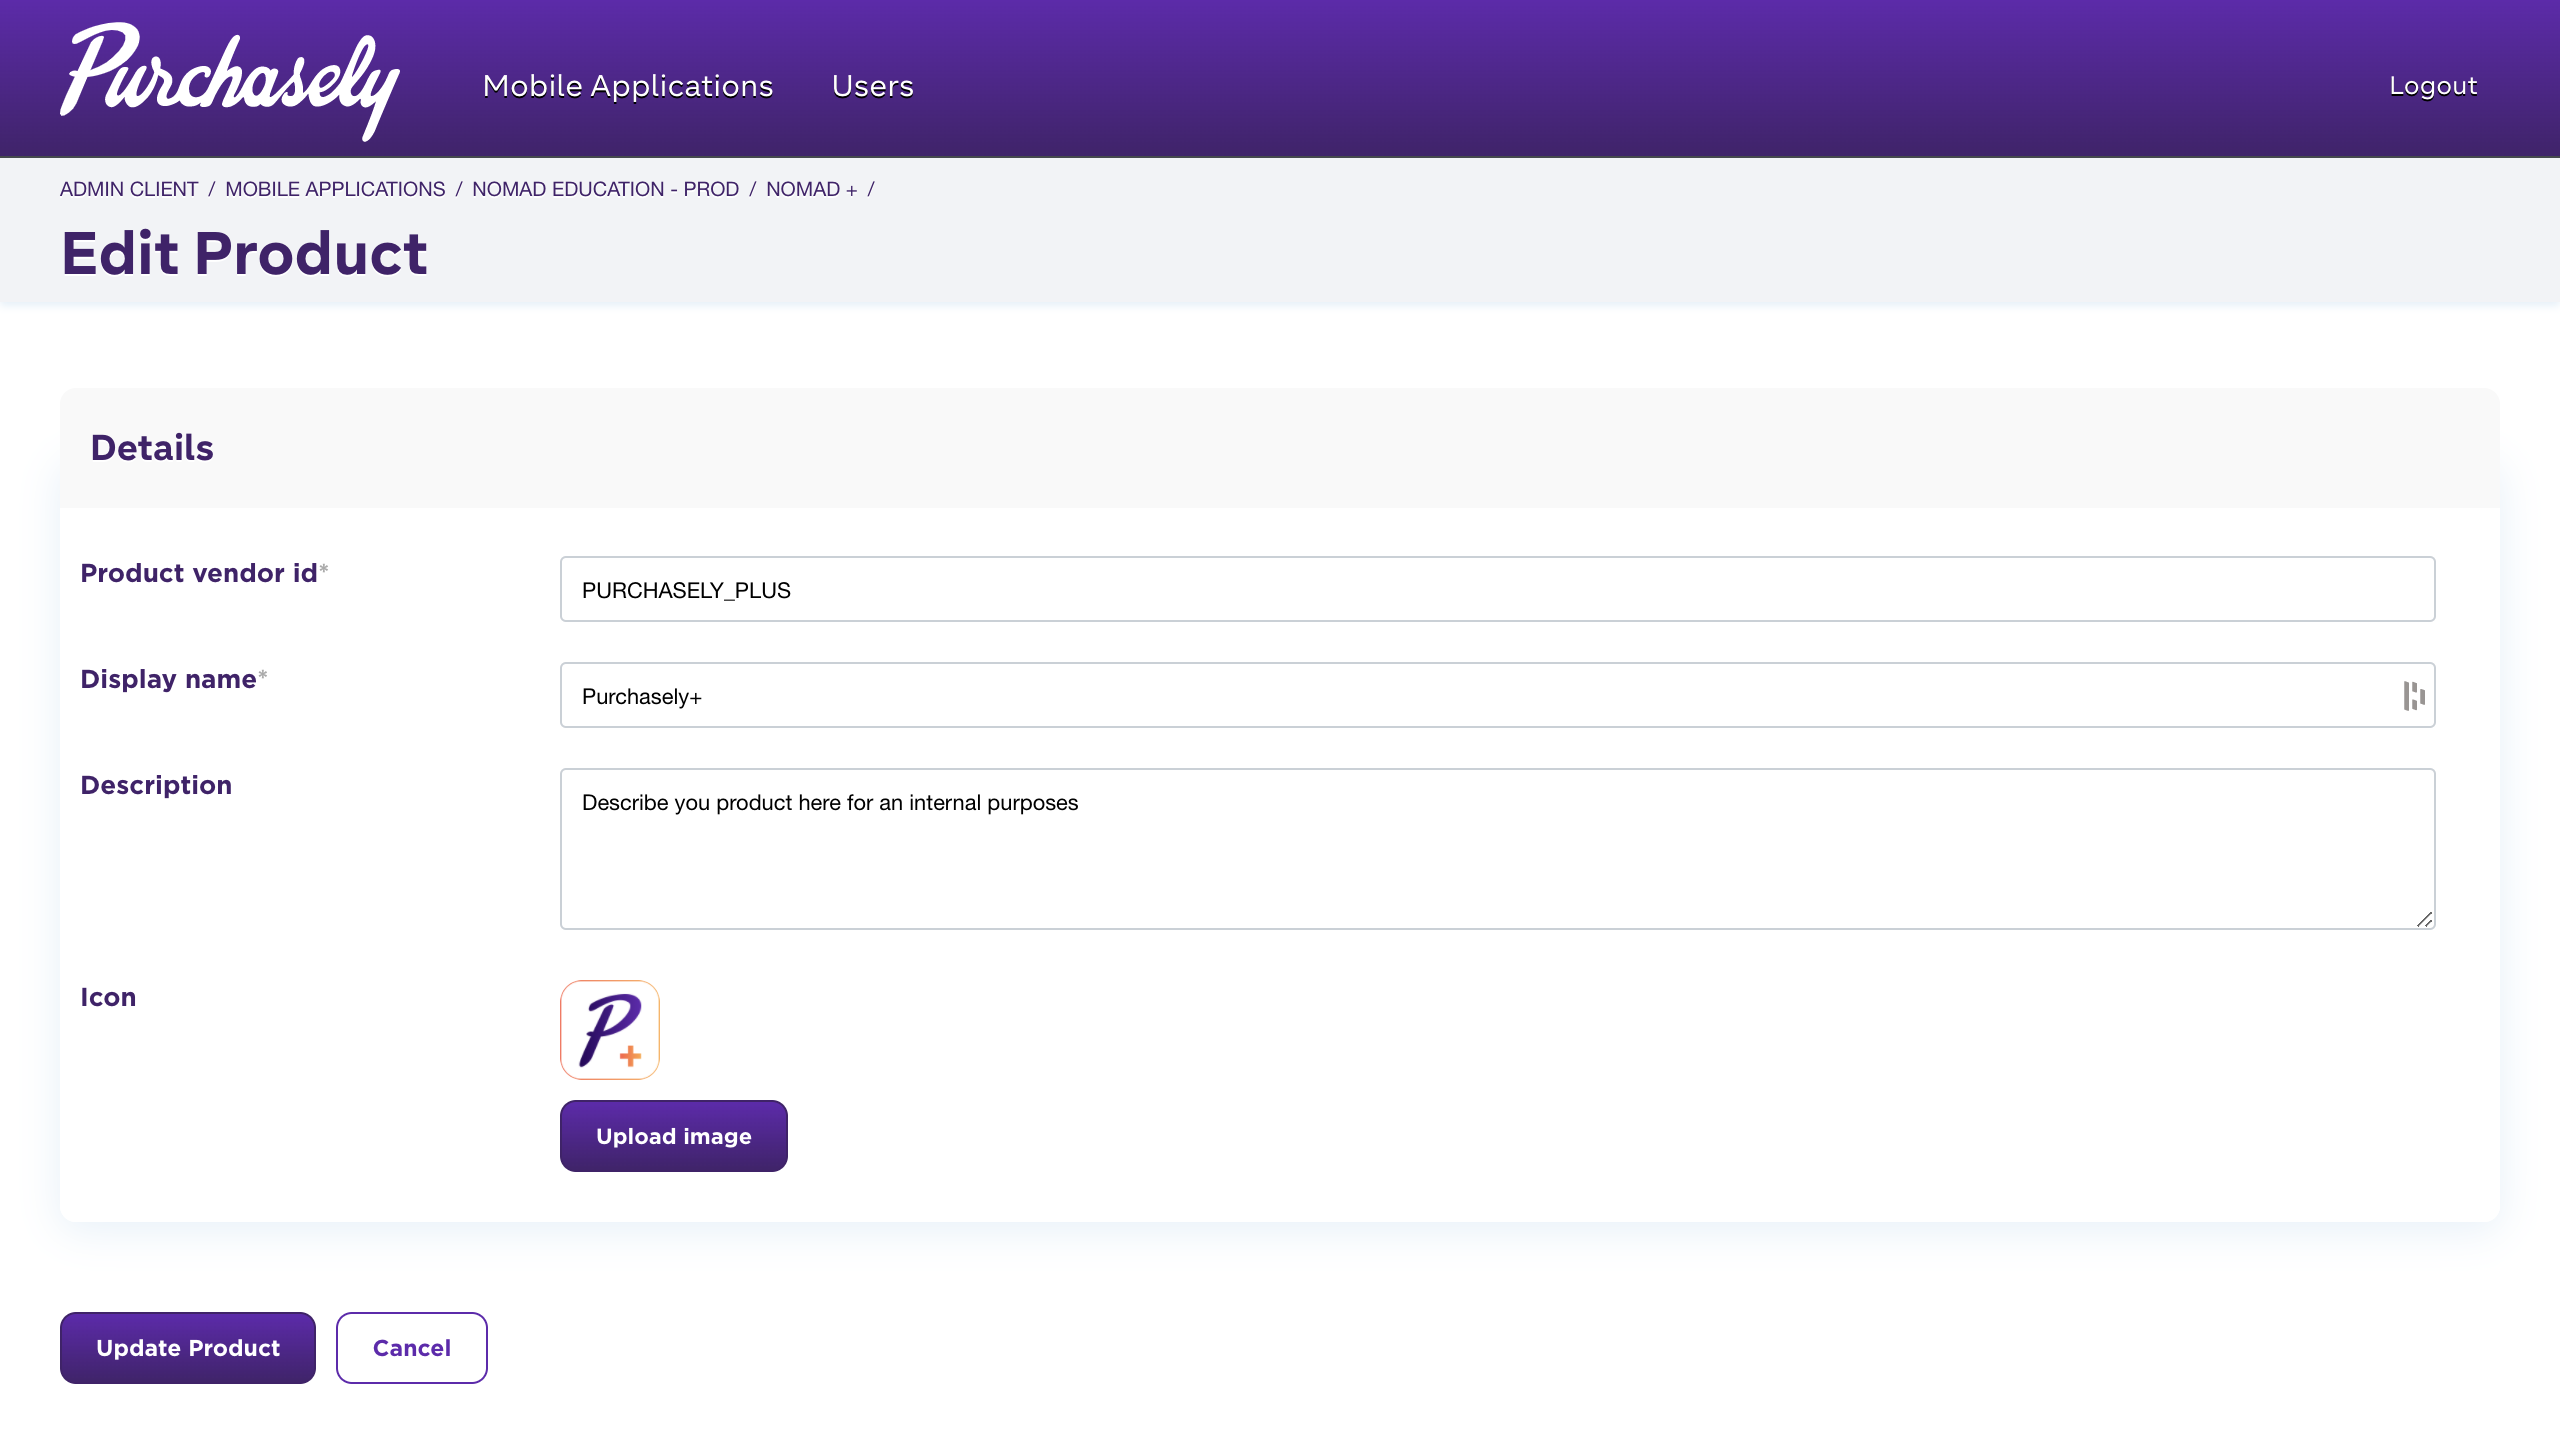 Purchasely Mobile Applications Users Logout
ADMIN CLIENT / MOBILE APPLICATIONS / NOMAD EDUCATION - PROD / NOMAD + /
Edit Product
Details
Product vendor id*
PURCHASELY_PLUS
Display name*
Purchasely+
Description
Describe you product here for an internal purposes
Icon
P+
Upload image
Update Product Cancel